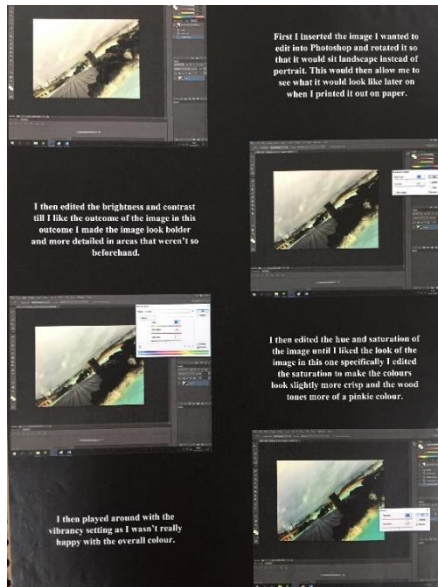 First I inserted the image I wanted to
edit into Photoshop and rotated it so
that it would sit landscape instead of
portrait. This would then allow me to
see what it would look like later on
when I printed it out on paper.
I then edited the brightness and contrast
till I like the outcome of the image in this
outcome I made the image look bolder
and more detailed in areas that weren't so
beforehand.
I then edited the hue and saturation of
the image until I liked the look of the
image in this one specifically I edited
the saturation to make the colours
look slightly more crisp and the wood
tones more of a pinkie colour.
I then played around with the
vibrancy setting as I wasn't really
happy with the overall colour.